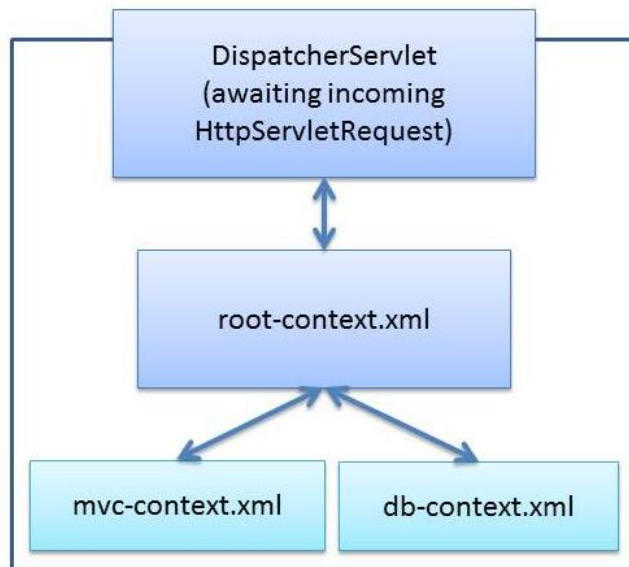 DispatcherServlet
(awaiting incoming
HttpServletRequest)
root-context.xml
mvc-context.xml
db-context.xml